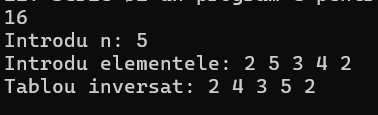 16
Introdu n: 5
Introdu elementele: 2 5 3 4 2
Tablou inversat: 2 4 3 5 2